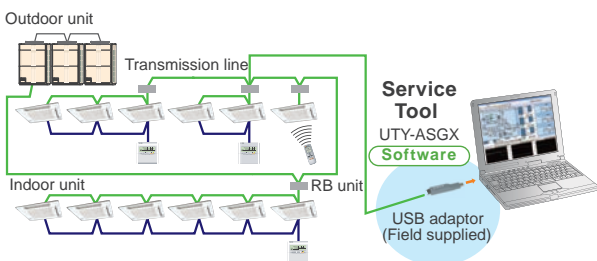 Outdoor unit
Transmission line
Service
Tool
UTY-ASGX
Software
Indoor unit
RB unit
USB adaptor
(Field supplied)